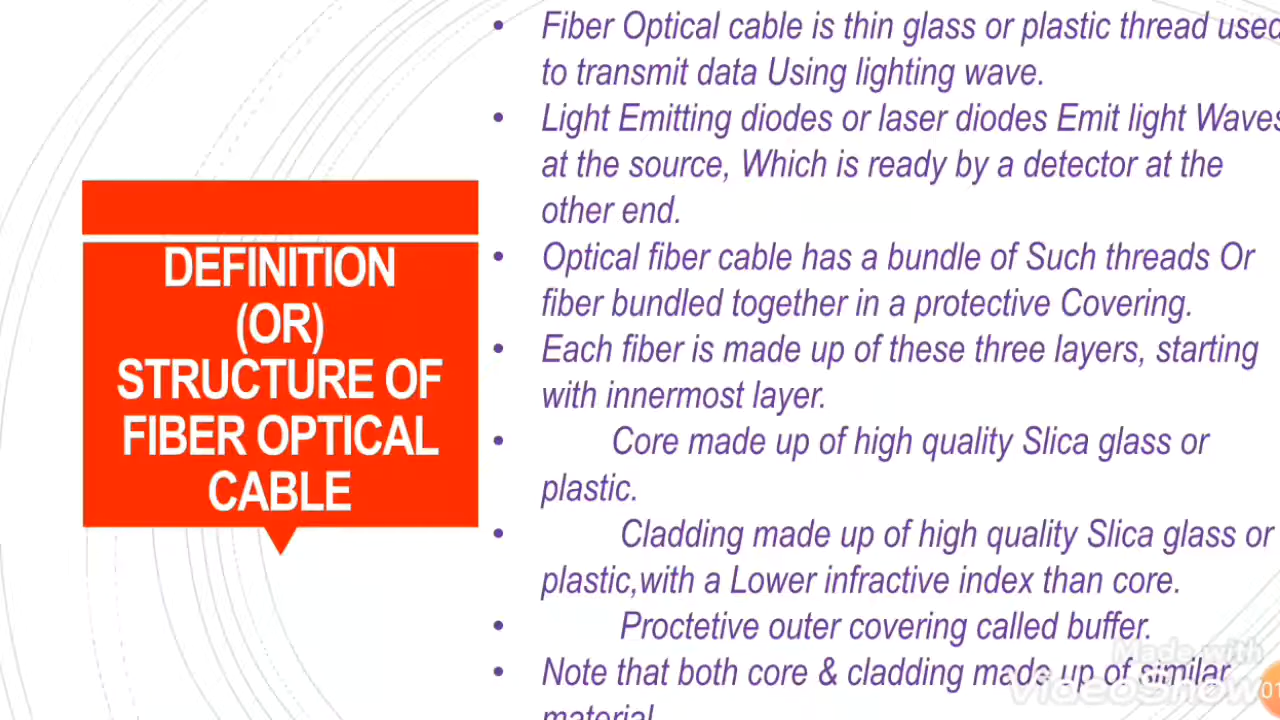 DEFINITION
(OR)
STRUCTURE OF
FIBER OPTICAL
CABLE
• Fiber Optical cable is thin glass or plastic thread used
to transmit data Using lighting wave.
• Light Emitting diodes or laser diodes Emit light Waves
at the source, Which is ready by a detector at the
other end.
• Optical fiber cable has a bundle of Such threads Or
fiber bundled together in a protective Covering.
• Each fiber is made up of these three layers, starting
with innermost layer.
• Core made up of high quality Slica glass or
plastic.
• Cladding made up of high quality Slica glass or
plastic,with a Lower infractive index than core.
• Proctetive outer covering called buffer.
• Note that both core & cladding made up of similar
material
Made with
VideoShow
01